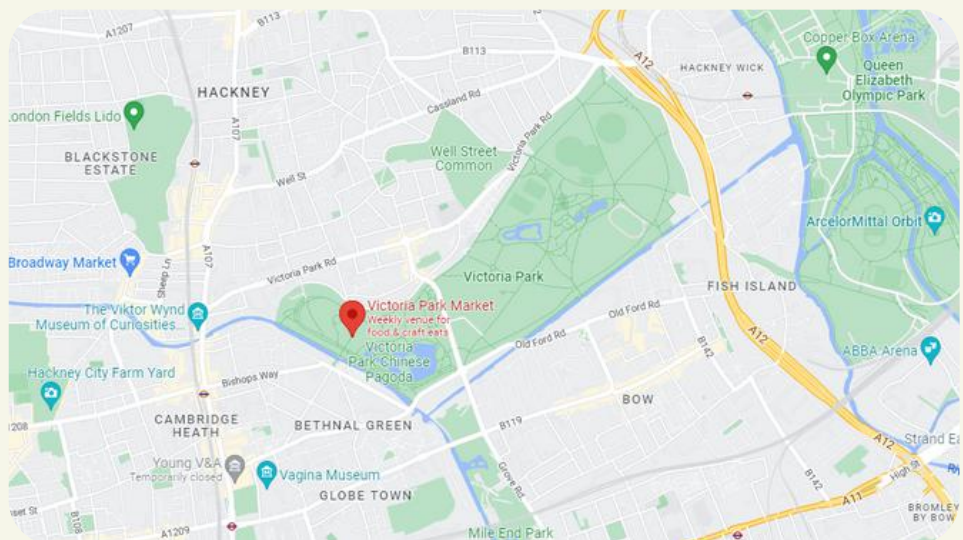 A1207
B113
B113
A12
Copper Box Arena
HACKNEY WICK
Queen
Elizabeth
Olympic Park
HACKNEY
Cassland Rd
London Fields Lido
A107
Victoria Park Rd
BLACKSTONE
ESTATE
Well Street
Common
Well St
ArcelorMittal Orbit
Broadway Market
Sheep Ln
A107
Victoria Park Rd
Victoria Park
FISH ISLAND
The Viktor Wynd
Museum of Curiosities...
Victoria Park Market
Weekly venue for
food & craft eats
Old Ford Rd
Old Ford Rd
A12
B142
Victoria
Park Chinese
Pagoda
ABBA Arena
Hackney City Farm Yard
Bishops Way
BOW
CAMBRIDGE
HEATH
BETHNAL GREEN
B119
1208
A12
Strand Ea
Young V&A
Temporarily closed
Vagina Museum
Grove Rd
B142
High St
GLOBE TOWN
A11
B108
BROMLEY
BY BOW
A1209
Mile End Park